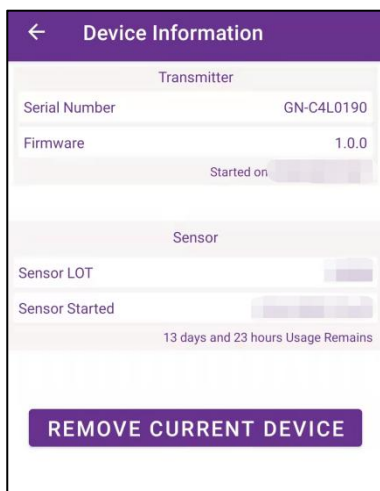 Device Information
Transmitter
Serial Number GN-C4L0190
Firmware 1.0.0
Started on
Sensor
Sensor LOT
Sensor Started
13 days and 23 hours Usage Remains
REMOVE CURRENT DEVICE